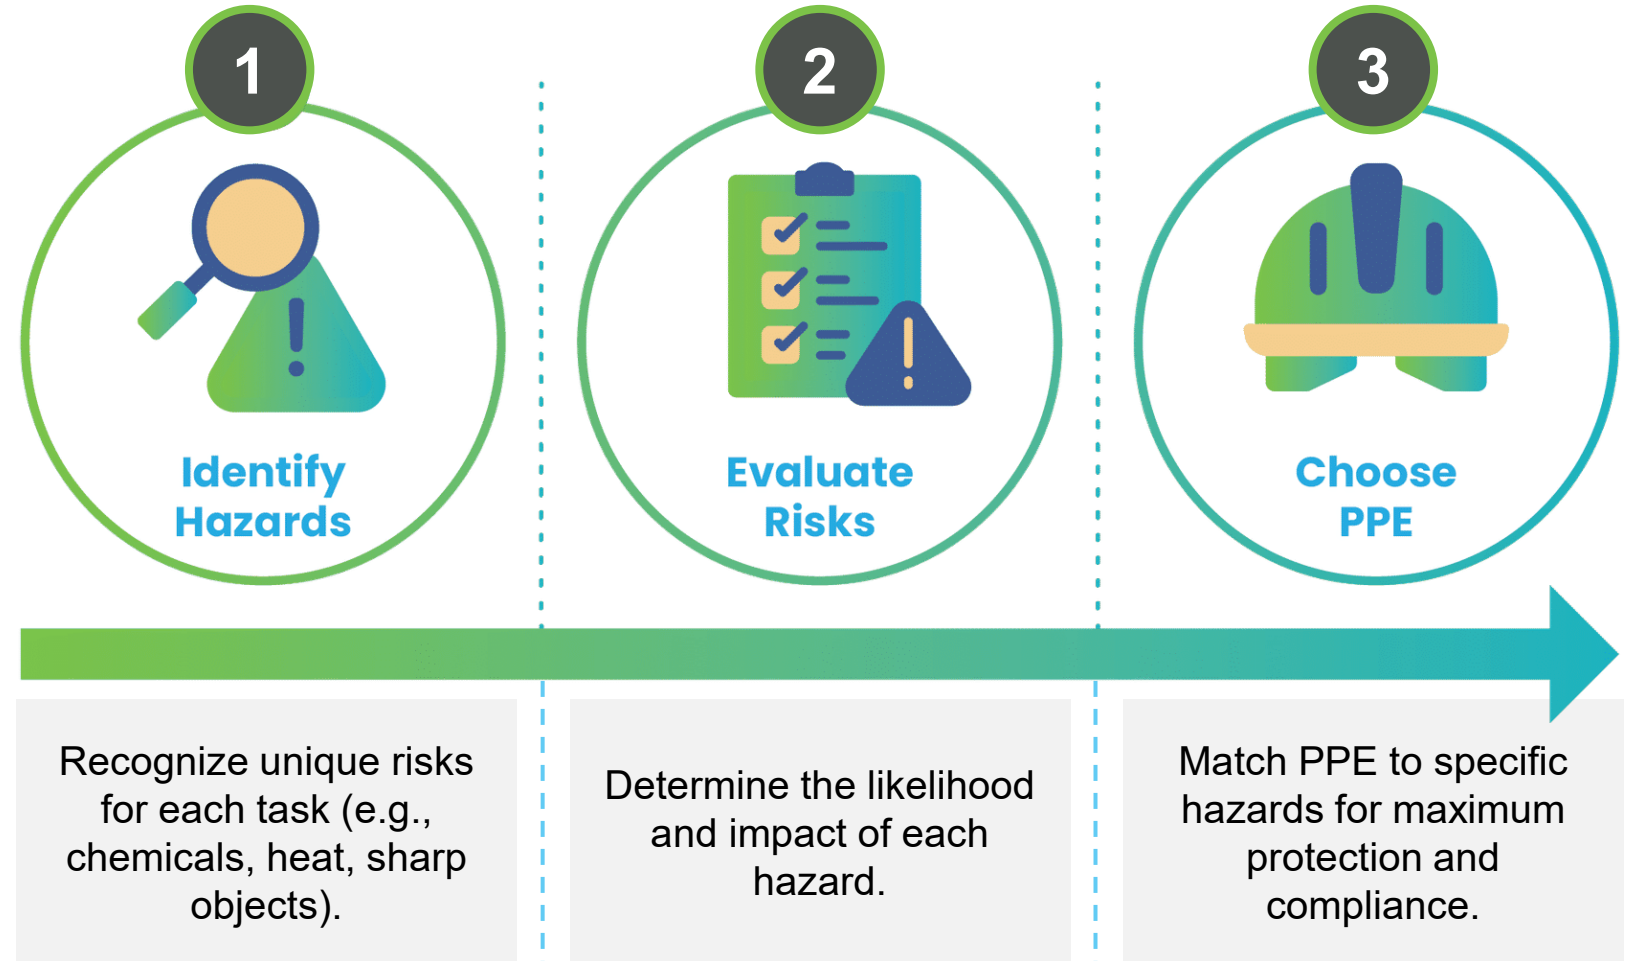 1
Identify
Hazards
Recognize unique risks
for each task (e.g.,
chemicals, heat, sharp
objects).
2
Evaluate
Risks
Determine the likelihood
and impact of each
hazard.
3
Choose
PPE
Match PPE to specific
hazards for maximum
protection and
compliance.